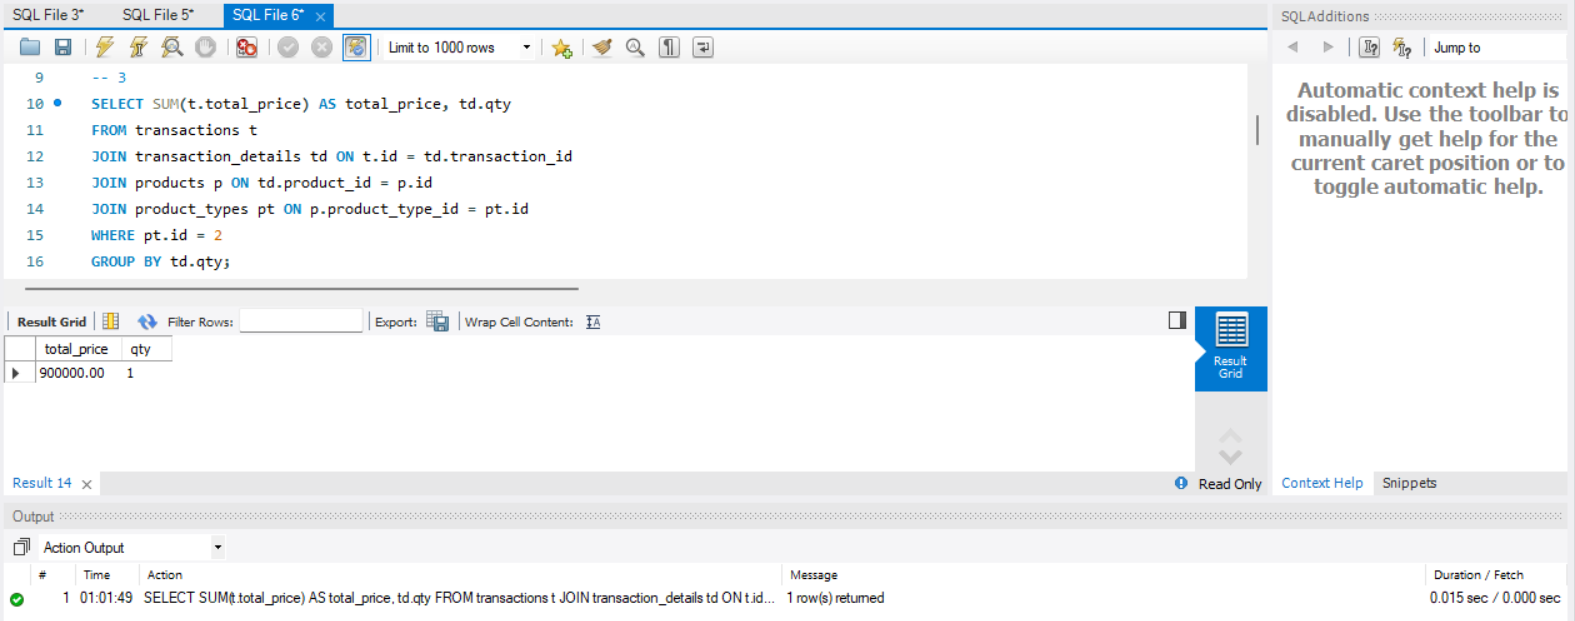 SQL File 3* SQL File 5* SQL File 6*
SQLAdditions
Limit to 1000 rows
Jump to
9 -- 3
10 SELECT SUM(t.total_price) AS total_price, td.qty
11 FROM transactions t
12 JOIN transaction_details td ON t.id = td.transaction_id
13 JOIN products p ON td.product_id = p.id
14 JOIN product_types pt ON p.product_type_id = pt.id
15 WHERE pt.id = 2
16 GROUP BY td.qty;
Automatic context help is
disabled. Use the toolbar to
manually get help for the
current caret position or to
toggle automatic help.
Result Grid Filter Rows: Export: Wrap Cell Content:
total_price qty
900000.00 1
Result
Grid
Result 14
Read Only
Context Help Snippets
Output
Action Output
# Time Action Message Duration / Fetch
1 01:01:49 SELECT SUM(t.total_price) AS total_price, td.qty FROM transactions t JOIN transaction_details td ON t.id... 1 row(s) returned 0.015 sec / 0.000 sec